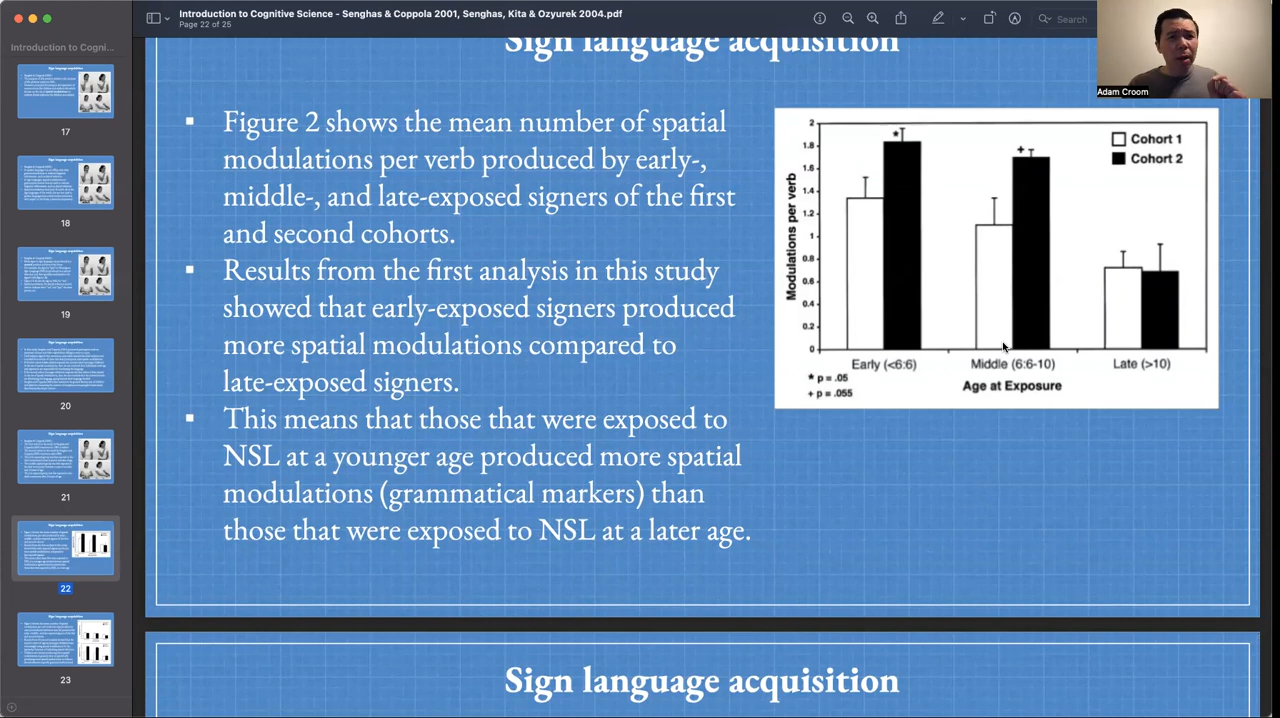 Introduction to Cognitive Science - Senghas & Coppola 2001, Senghas, Kita & Ozyurek 2004.pdf
Page 22 of 25
Search
Adam Croom
Introduction to Cogni...
17
18
19
20
21
22
23
Sign language acquisition
▪ Figure 2 shows the mean number of spatial
modulations per verb produced by early-,
middle-, and late-exposed signers of the first
and second cohorts.
▪ Results from the first analysis in this study
showed that early-exposed signers produced
more spatial modulations compared to
late-exposed signers.
▪ This means that those that were exposed to
NSL at a younger age produced more spatial
modulations (grammatical markers) than
those that were exposed to NSL at a later age.
Modulations per verb
2
1.8
1.6
1.4
1.2
1
0.8
0.6
0.4
0.2
0
*
+
Cohort 1
Cohort 2
Early (<6:6)
Middle (6:6-10)
Late (>10)
* p = .05
+ p = .055
Age at Exposure
Sign language acquisition